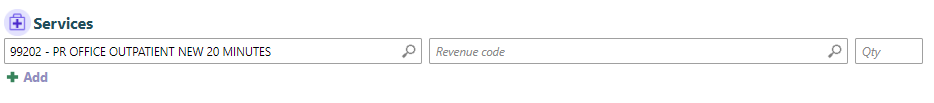 Services
99202 - PR OFFICE OUTPATIENT NEW 20 MINUTES Revenue code Qty
Add